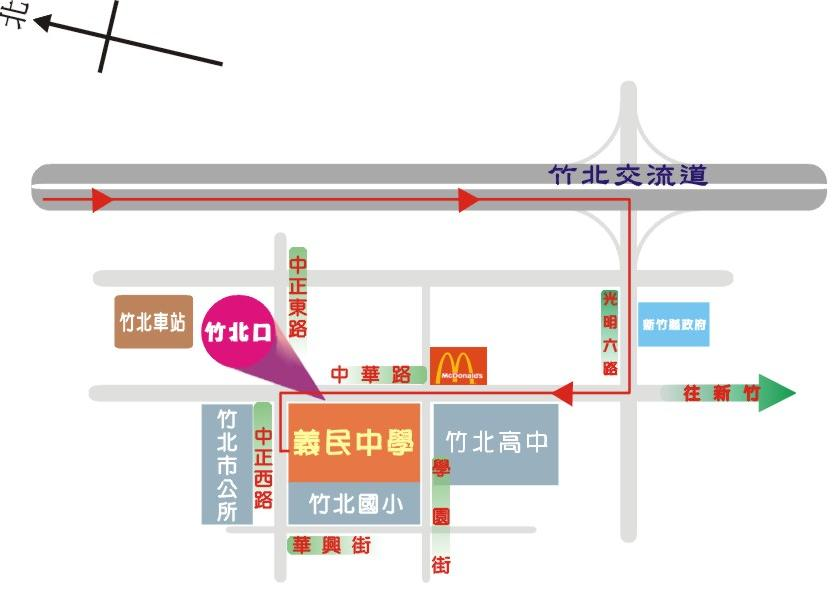 北
竹北交流道
中正東路
光明六路
竹北車站
竹北口
新竹縣政府
中華路
McDonald's
往新竹
竹北市公所
中正西路
義民中學
竹北高中
學園街
竹北國小
華興街